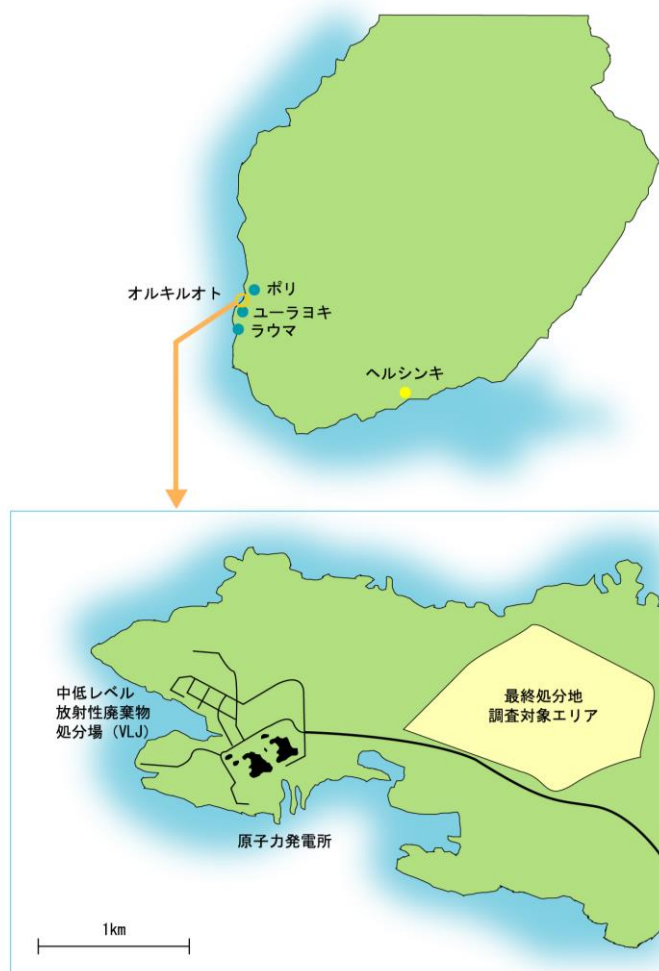 ポリ
オルキルオト
ユーラヨキ
ラウマ
ヘルシンキ
最終処分地
調査対象エリア
中低レベル
放射性廃棄物
処分場（VLJ）
原子力発電所
1km